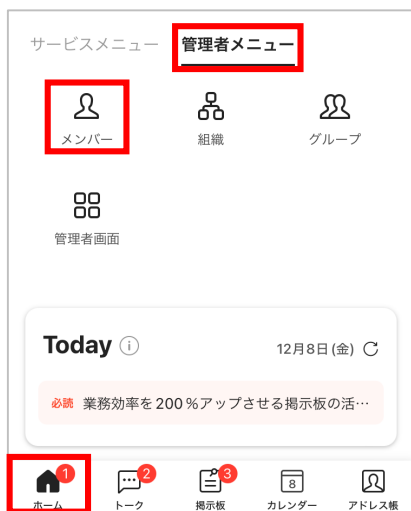 サービスメニュー 管理者メニュー
メンバー 組織 グループ
管理者画面
Today 12月8日(金)
必読 業務効率を200%アップさせる掲示板の活…
1 2 3 8
ホーム トーク 掲示板 カレンダー アドレス帳